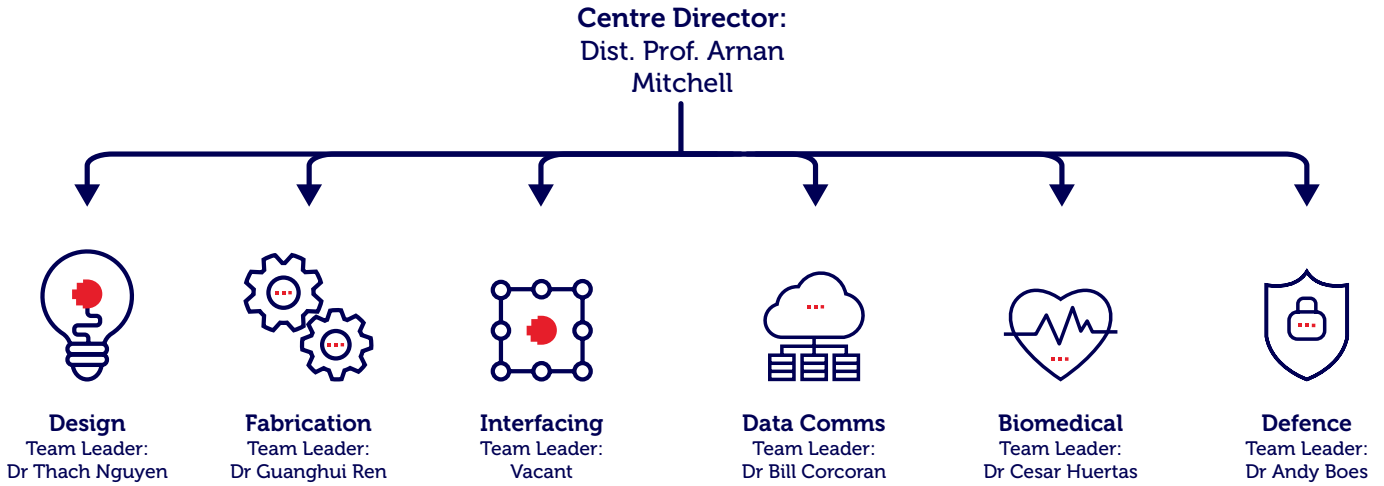 Centre Director:
Dist. Prof. Arnan
Mitchell
Design
Team Leader:
Dr Thach Nguyen
Fabrication
Team Leader:
Dr Guanghui Ren
Interfacing
Team Leader:
Vacant
Data Comms
Team Leader:
Dr Bill Corcoran
Biomedical
Team Leader:
Dr Cesar Huertas
Defence
Team Leader:
Dr Andy Boes